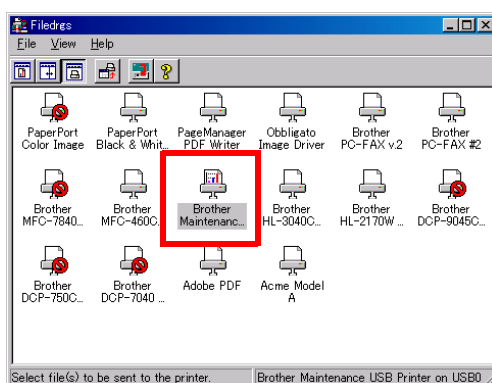 Filedrgs
File View Help
PaperPort Color Image
PaperPort Black & Whit...
PageManager PDF Writer
Obbligato Image Driver
Brother PC-FAX v.2
Brother PC-FAX #2
Brother MFC-7840...
Brother MFC-460C...
Brother Maintenanc...
Brother HL-3040C...
Brother HL-2170W ...
Brother DCP-9045C...
Brother DCP-750C...
Brother DCP-7040 ...
Adobe PDF
Acme Model A
Select file(s) to be sent to the printer.
Brother Maintenance USB Printer on USB0